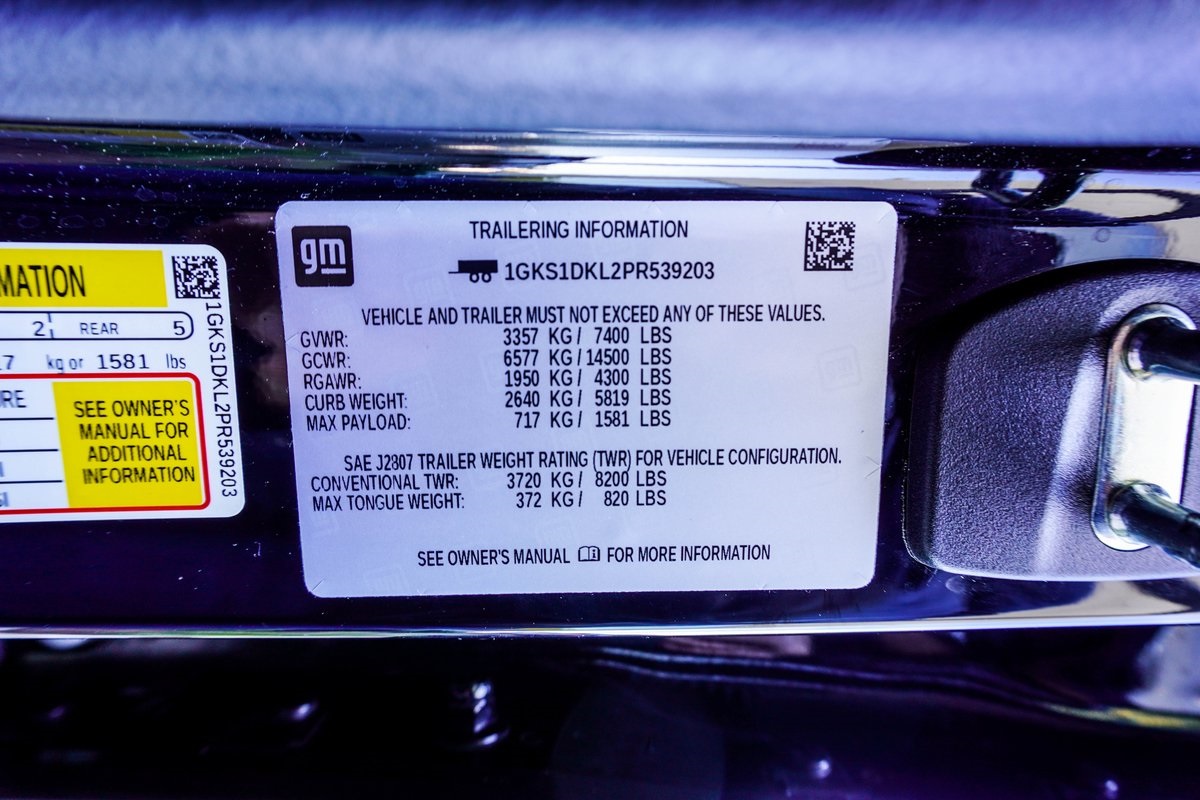 MATION
2 REAR 5
7 kg or 1581 lbs
RE
SEE OWNER'S
MANUAL FOR
ADDITIONAL
INFORMATION
1GKS1DKL2PR539203
gm
TRAILERING INFORMATION
1GKS1DKL2PR539203
VEHICLE AND TRAILER MUST NOT EXCEED ANY OF THESE VALUES.
GVWR: 3357 KG / 7400 LBS
GCWR: 6577 KG / 14500 LBS
RGAWR: 1950 KG / 4300 LBS
CURB WEIGHT: 2640 KG / 5819 LBS
MAX PAYLOAD: 717 KG / 1581 LBS
SAE J2807 TRAILER WEIGHT RATING (TWR) FOR VEHICLE CONFIGURATION.
CONVENTIONAL TWR: 3720 KG / 8200 LBS
MAX TONGUE WEIGHT: 372 KG / 820 LBS
SEE OWNER'S MANUAL FOR MORE INFORMATION